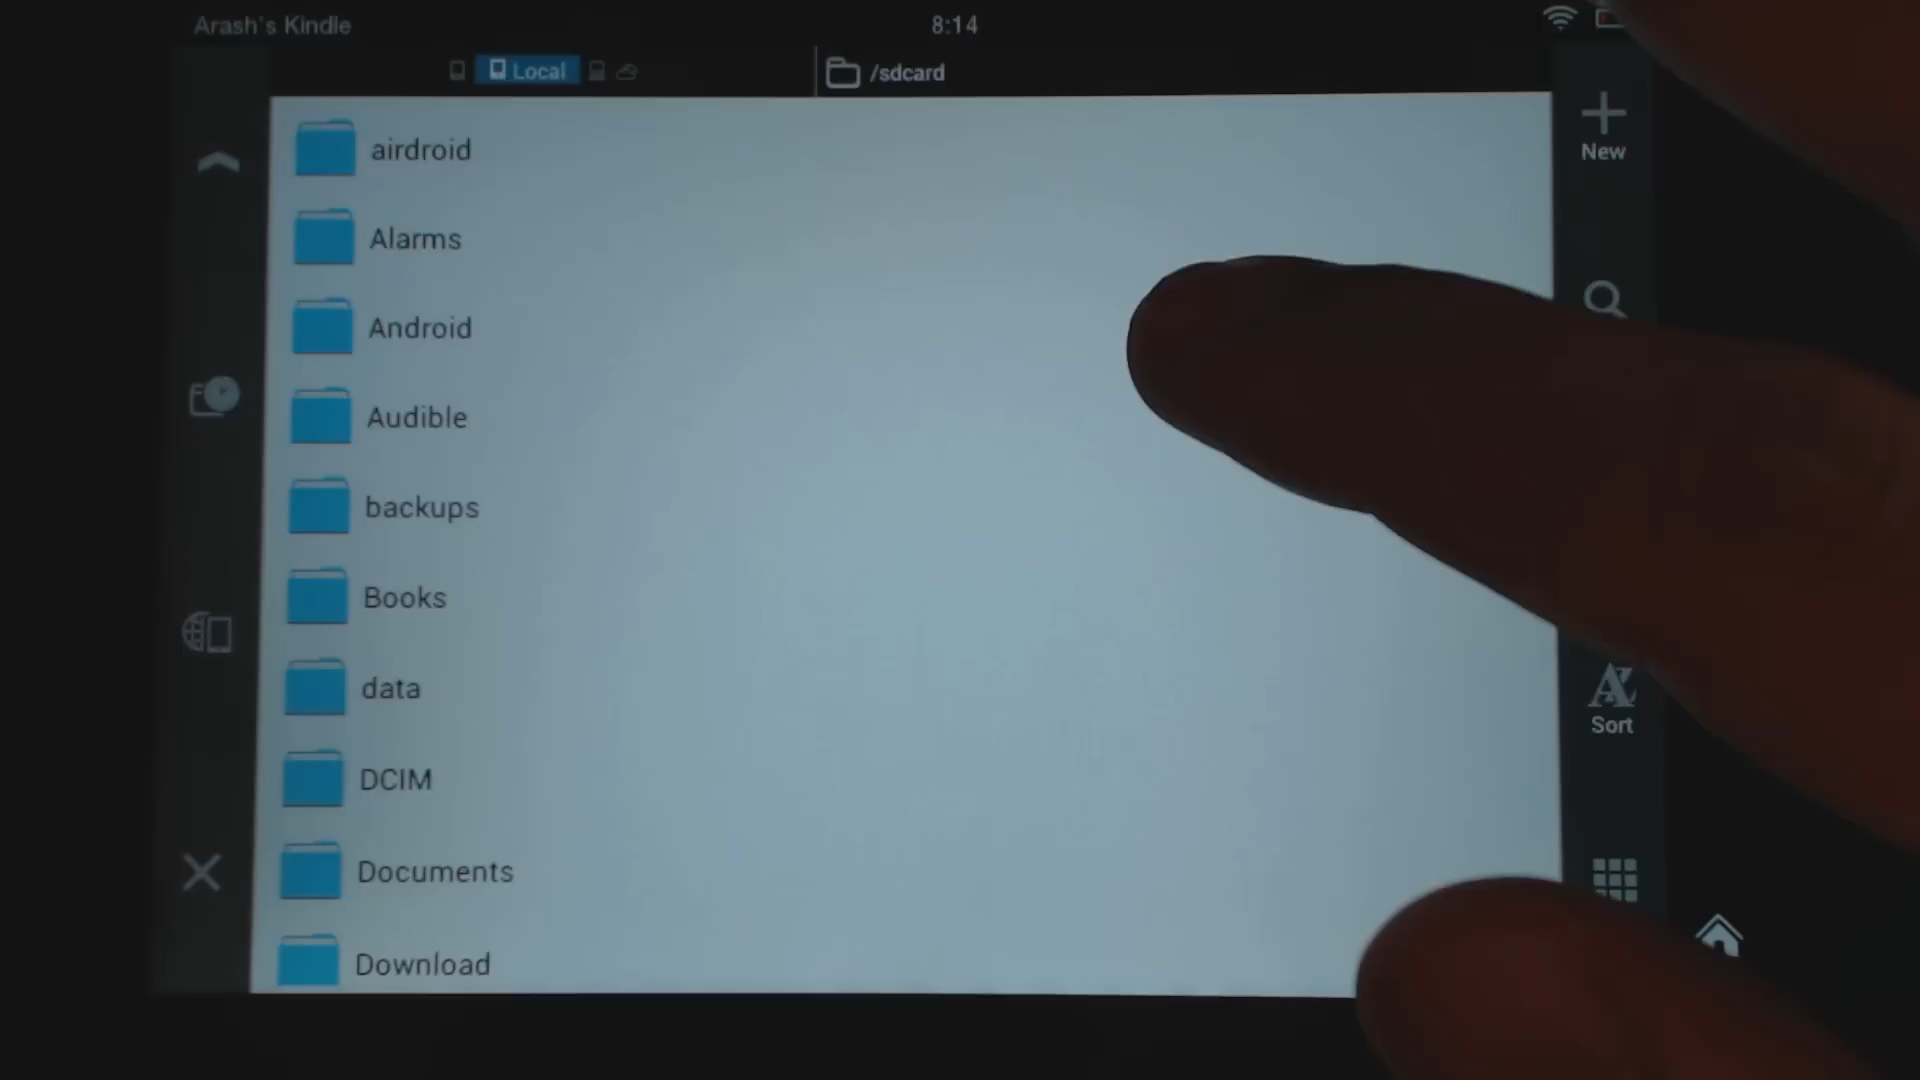 Arash's Kindle
8:14
Local
/sdcard
New
airdroid
Alarms
Android
Audible
backups
Books
data
Sort
DCIM
Documents
Download